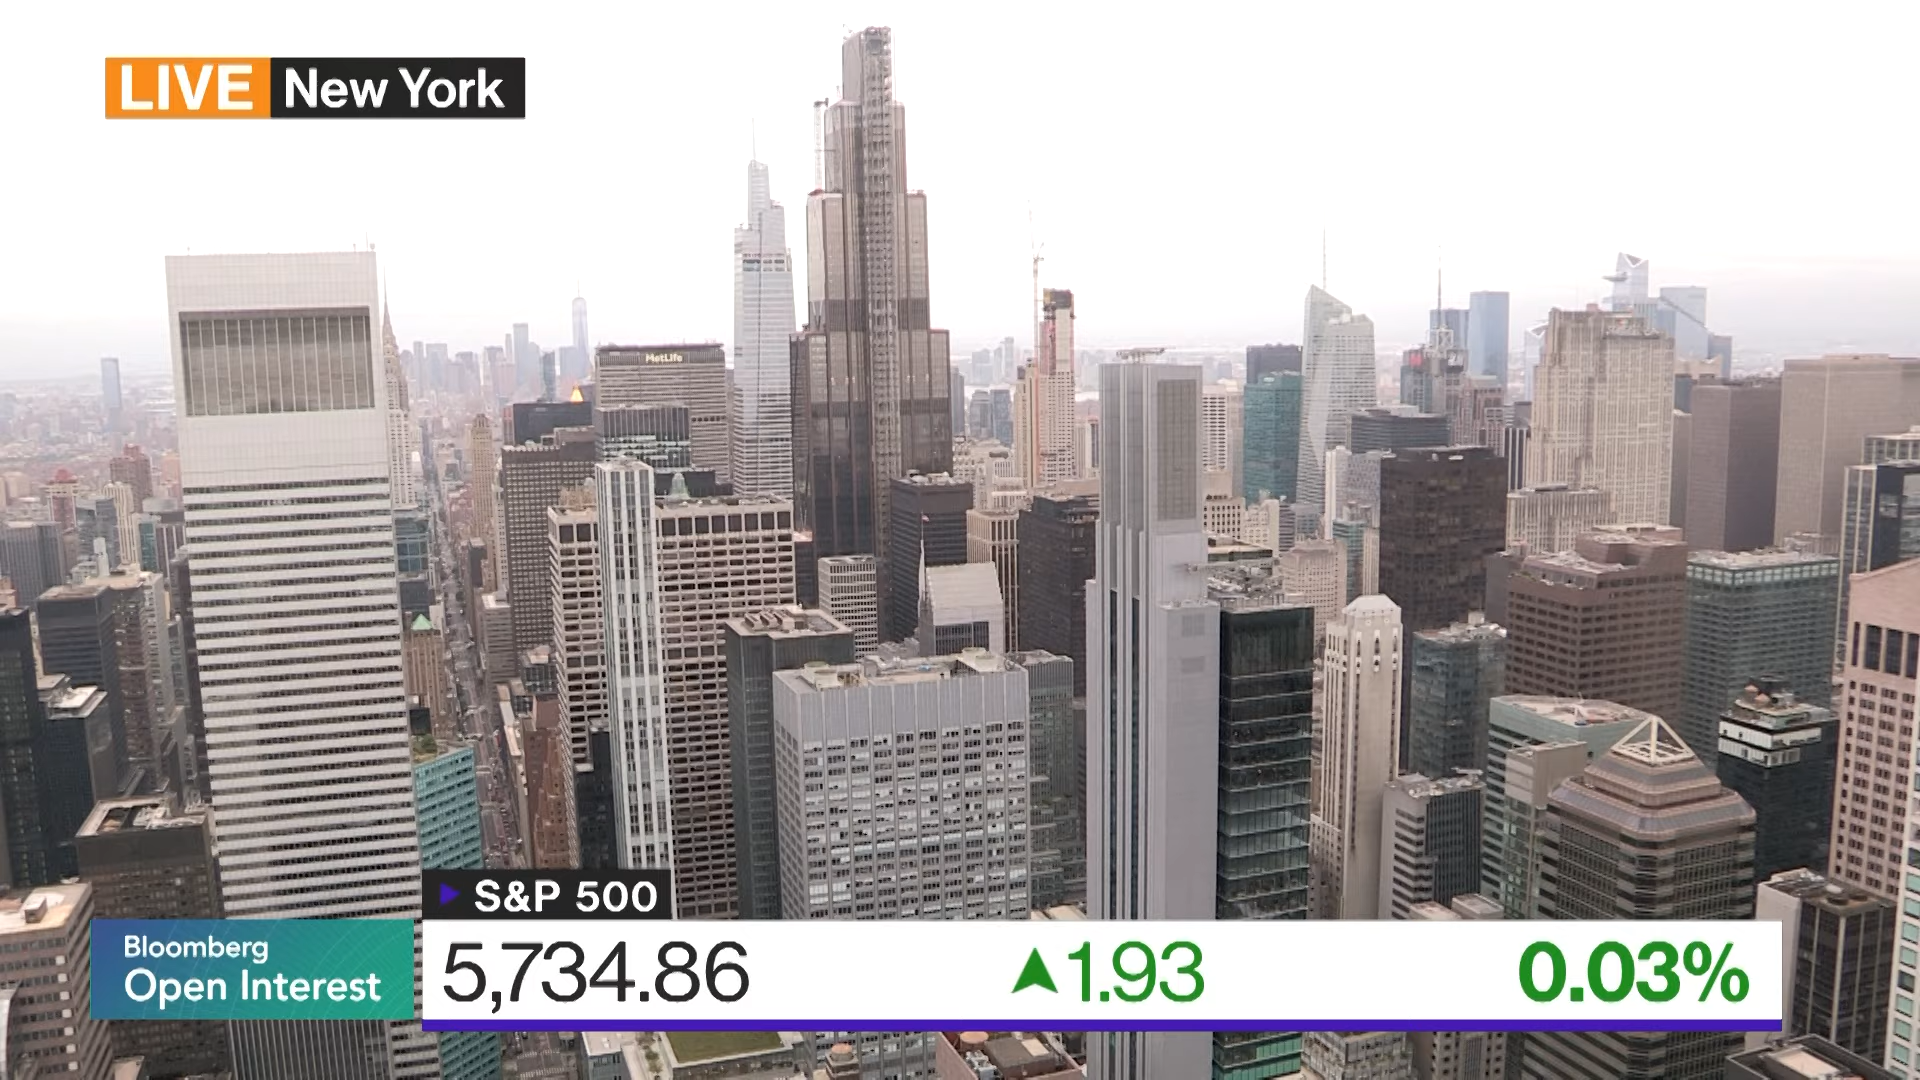 LIVE New York
MetLife
S&P 500
Bloomberg
Open Interest
5,734.86 ▲1.93 0.03%